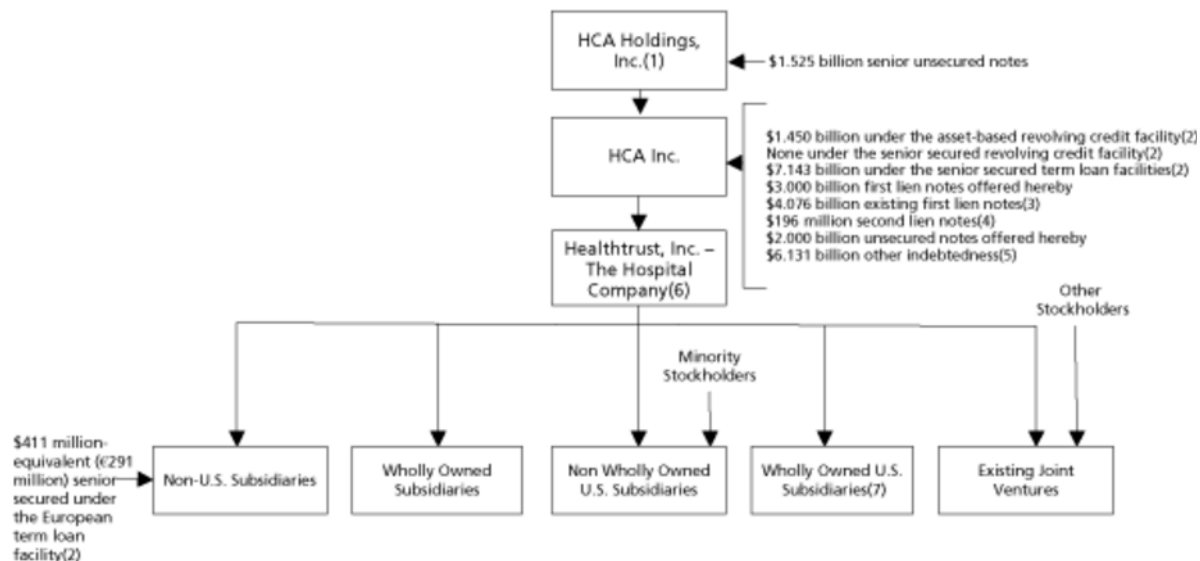 HCA Holdings,
Inc.(1)
$1.525 billion senior unsecured notes
HCA Inc.
$1.450 billion under the asset-based revolving credit facility(2)
None under the senior secured revolving credit facility(2)
$7.143 billion under the senior secured term loan facilities(2)
$3.000 billion first lien notes offered hereby
$4.076 billion existing first lien notes(3)
$196 million second lien notes(4)
$2.000 billion unsecured notes offered hereby
$6.131 billion other indebtedness(5)
Healthtrust, Inc. –
The Hospital
Company(6)
Other
Stockholders
Minority
Stockholders
$411 million-
equivalent (€291
million) senior
secured under
the European
term loan
facility(2)
Non-U.S. Subsidiaries
Wholly Owned
Subsidiaries
Non Wholly Owned
U.S. Subsidiaries
Wholly Owned U.S.
Subsidiaries(7)
Existing Joint
Ventures